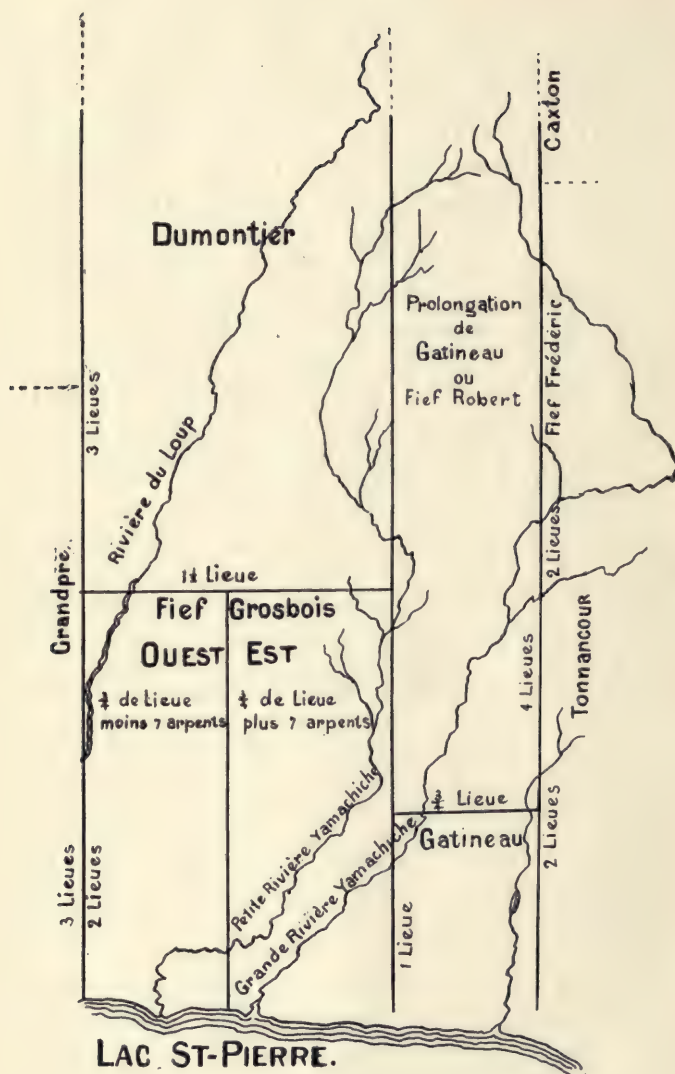 Caxton
Dumontier
Prolongation
de
Gatineau
ou
Fief Robert
Fief Frédéric
3 Lieues
Rivière du Loup
2 Lieues
Grandpré
1½ Lieue
Fief Grosbois
OUEST EST
¾ de Lieue
moins 7 arpents
¾ de Lieue
plus 7 arpents
4 Lieues
Tonnancour
Petite Rivière Yamachiche
Grande Rivière Yamachiche
¾ Lieue
Gatineau
2 Lieues
3 Lieues
2 Lieues
1 Lieue
LAC ST-PIERRE.